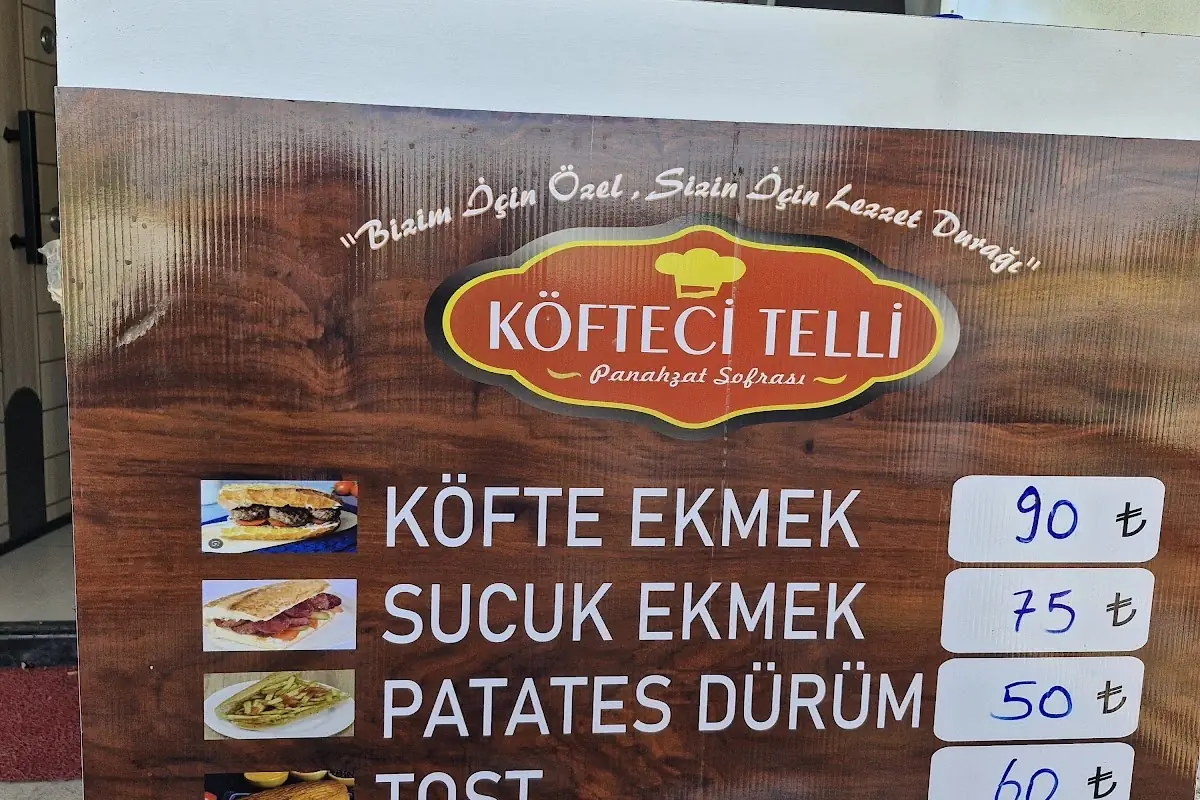 "Bizim İçin Özel , Sizin İçin Lezzet Durağı"
KÖFTECİ TELLİ
Panahzat Sofrası
KÖFTE EKMEK 90 ₺
SUCUK EKMEK 75 ₺
PATATES DÜRÜM 50 ₺
TOST 60 ₺